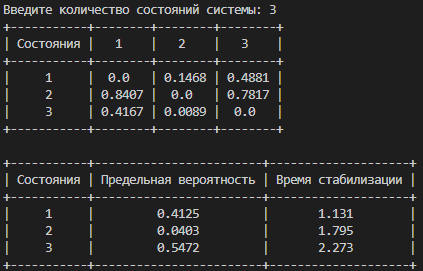 Введите количество состояний системы: 3
+-----------+--------+--------+--------+
| Состояния |   1    |   2    |   3    |
+-----------+--------+--------+--------+
|     1     |  0.0   | 0.1468 | 0.4881 |
|     2     | 0.8407 |  0.0   | 0.7817 |
|     3     | 0.4167 | 0.0089 |  0.0   |
+-----------+--------+--------+--------+
+-----------+-----------------------+--------------------+
| Состояния | Предельная вероятность | Время стабилизации |
+-----------+-----------------------+--------------------+
|     1     |         0.4125         |       1.131        |
|     2     |         0.0403         |       1.795        |
|     3     |         0.5472         |       2.273        |
+-----------+-----------------------+--------------------+